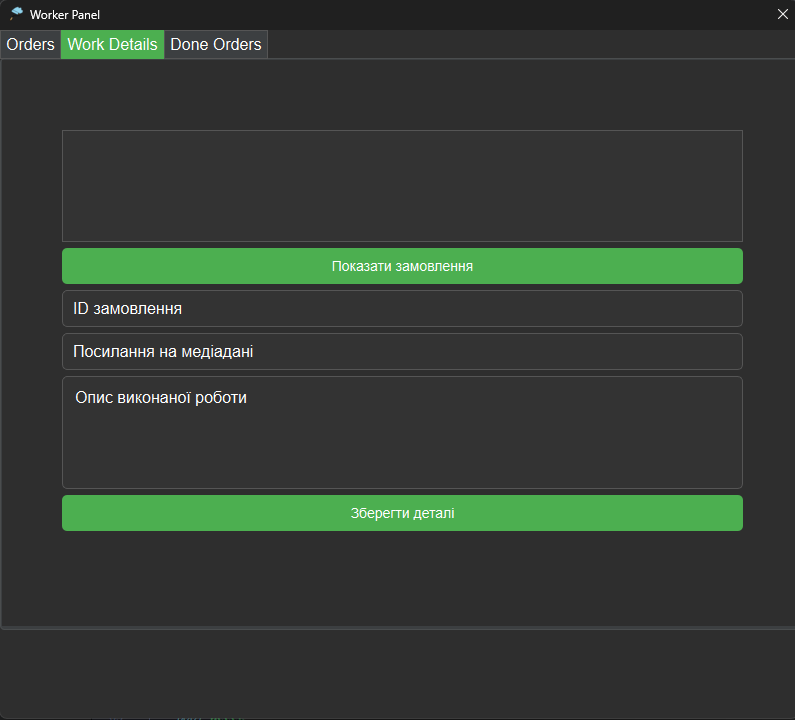 Worker Panel
Orders Work Details Done Orders
Показати замовлення
ID замовлення
Посилання на медіадані
Опис виконаної роботи
Зберегти деталі